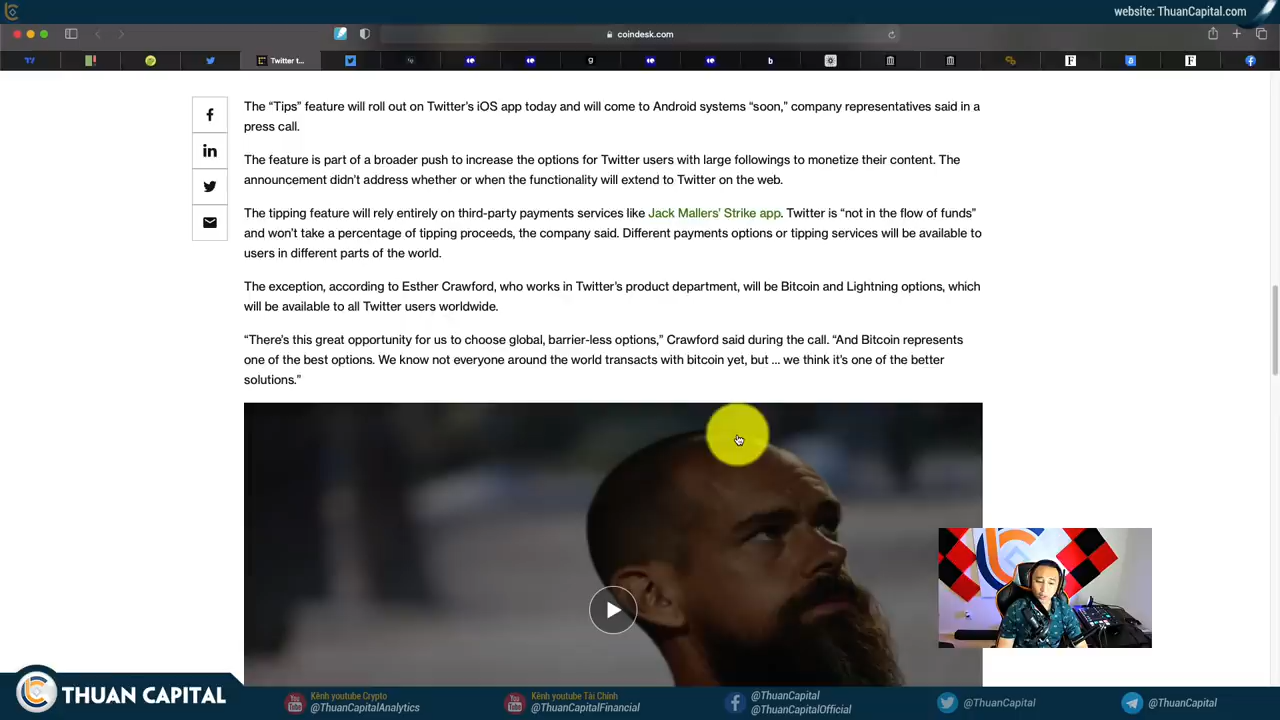 website: ThuanCapital.com
coindesk.com
Twitter t...
The “Tips” feature will roll out on Twitter’s iOS app today and will come to Android systems “soon,” company representatives said in a
press call.
The feature is part of a broader push to increase the options for Twitter users with large followings to monetize their content. The
announcement didn’t address whether or when the functionality will extend to Twitter on the web.
The tipping feature will rely entirely on third-party payments services like Jack Mallers’ Strike app. Twitter is “not in the flow of funds”
and won’t take a percentage of tipping proceeds, the company said. Different payments options or tipping services will be available to
users in different parts of the world.
The exception, according to Esther Crawford, who works in Twitter’s product department, will be Bitcoin and Lightning options, which
will be available to all Twitter users worldwide.
“There’s this great opportunity for us to choose global, barrier-less options,” Crawford said during the call. “And Bitcoin represents
one of the best options. We know not everyone around the world transacts with bitcoin yet, but ... we think it’s one of the better
solutions.”
THUAN CAPITAL
Kênh youtube Crypto
@ThuanCapitalAnalytics
Kênh youtube Tài Chính
@ThuanCapitalFinancial
@ThuanCapital
@ThuanCapitalOfficial
@ThuanCapital
@ThuanCapital